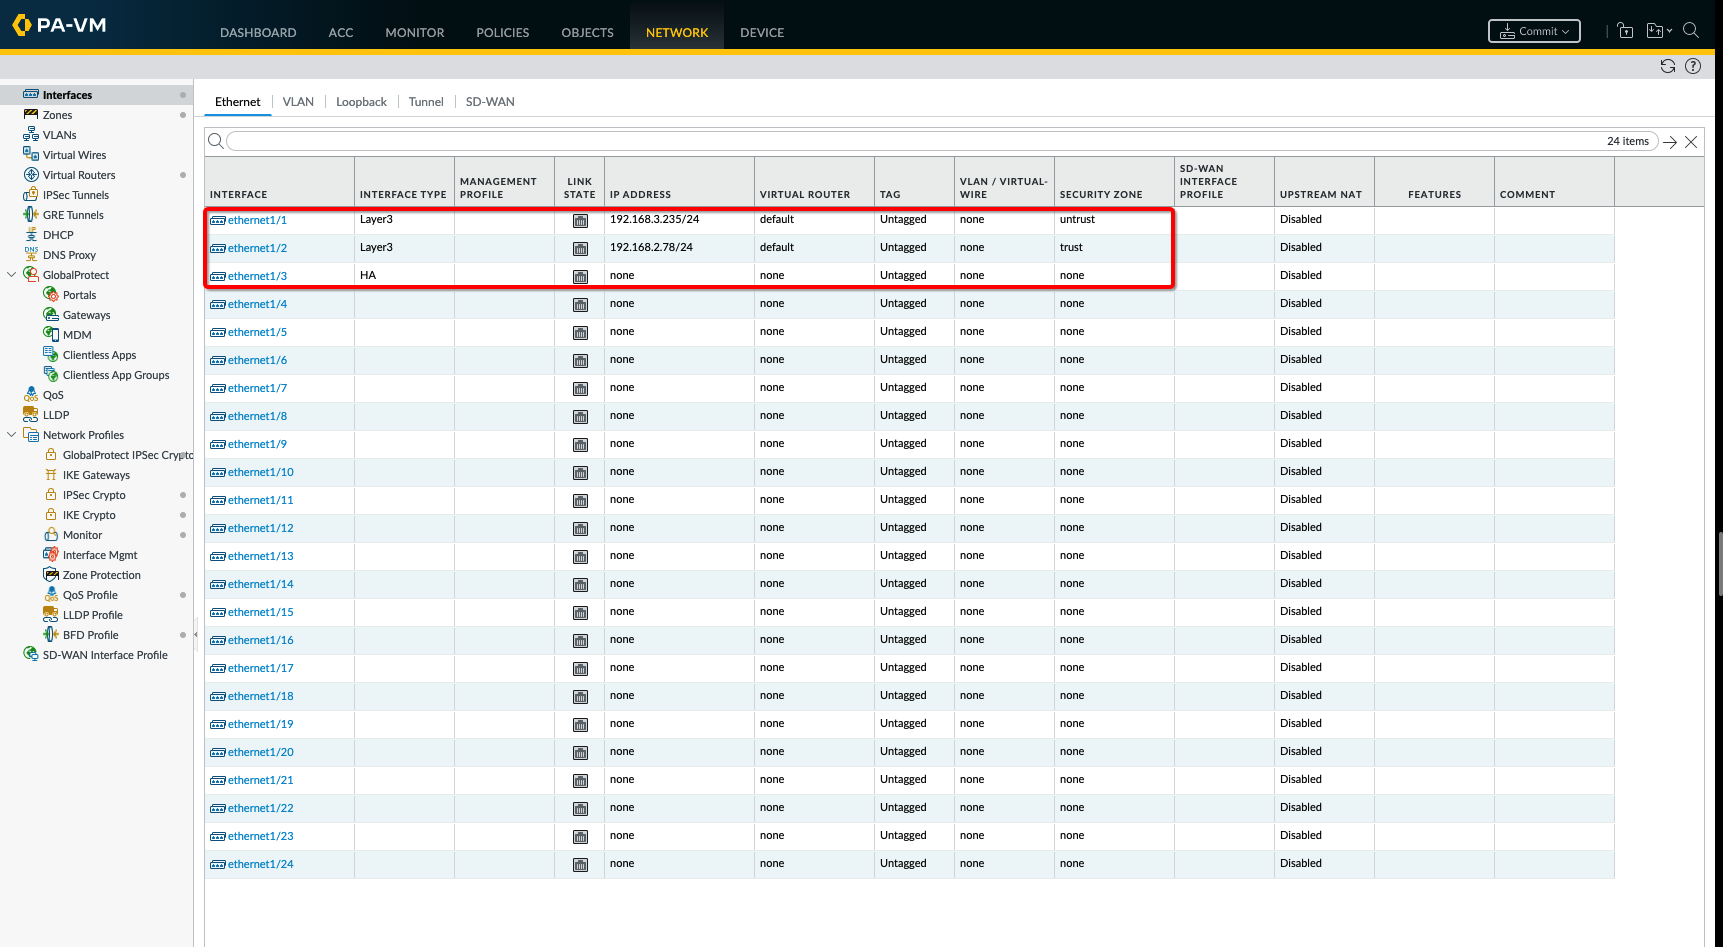 PA-VM
DASHBOARD ACC MONITOR POLICIES OBJECTS NETWORK DEVICE Commit
Interfaces
Zones
VLANs
Virtual Wires
Virtual Routers
IPSec Tunnels
GRE Tunnels
DHCP
DNS DNS Proxy
GlobalProtect
Portals
Gateways
MDM
Clientless Apps
Clientless App Groups
QoS
LLDP
Network Profiles
GlobalProtect IPSec Crypto
IKE Gateways
IPSec Crypto
IKE Crypto
Monitor
Interface Mgmt
Zone Protection
QoS Profile
LLDP Profile
BFD Profile
SD-WAN Interface Profile
Ethernet VLAN Loopback Tunnel SD-WAN
24 items
INTERFACE INTERFACE TYPE MANAGEMENT PROFILE LINK STATE IP ADDRESS VIRTUAL ROUTER TAG VLAN / VIRTUAL-WIRE SECURITY ZONE SD-WAN INTERFACE PROFILE UPSTREAM NAT FEATURES COMMENT
ethernet1/1 Layer3 192.168.3.235/24 default Untagged none untrust Disabled
ethernet1/2 Layer3 192.168.2.78/24 default Untagged none trust Disabled
ethernet1/3 HA none none Untagged none none Disabled
ethernet1/4 none none Untagged none none Disabled
ethernet1/5 none none Untagged none none Disabled
ethernet1/6 none none Untagged none none Disabled
ethernet1/7 none none Untagged none none Disabled
ethernet1/8 none none Untagged none none Disabled
ethernet1/9 none none Untagged none none Disabled
ethernet1/10 none none Untagged none none Disabled
ethernet1/11 none none Untagged none none Disabled
ethernet1/12 none none Untagged none none Disabled
ethernet1/13 none none Untagged none none Disabled
ethernet1/14 none none Untagged none none Disabled
ethernet1/15 none none Untagged none none Disabled
ethernet1/16 none none Untagged none none Disabled
ethernet1/17 none none Untagged none none Disabled
ethernet1/18 none none Untagged none none Disabled
ethernet1/19 none none Untagged none none Disabled
ethernet1/20 none none Untagged none none Disabled
ethernet1/21 none none Untagged none none Disabled
ethernet1/22 none none Untagged none none Disabled
ethernet1/23 none none Untagged none none Disabled
ethernet1/24 none none Untagged none none Disabled